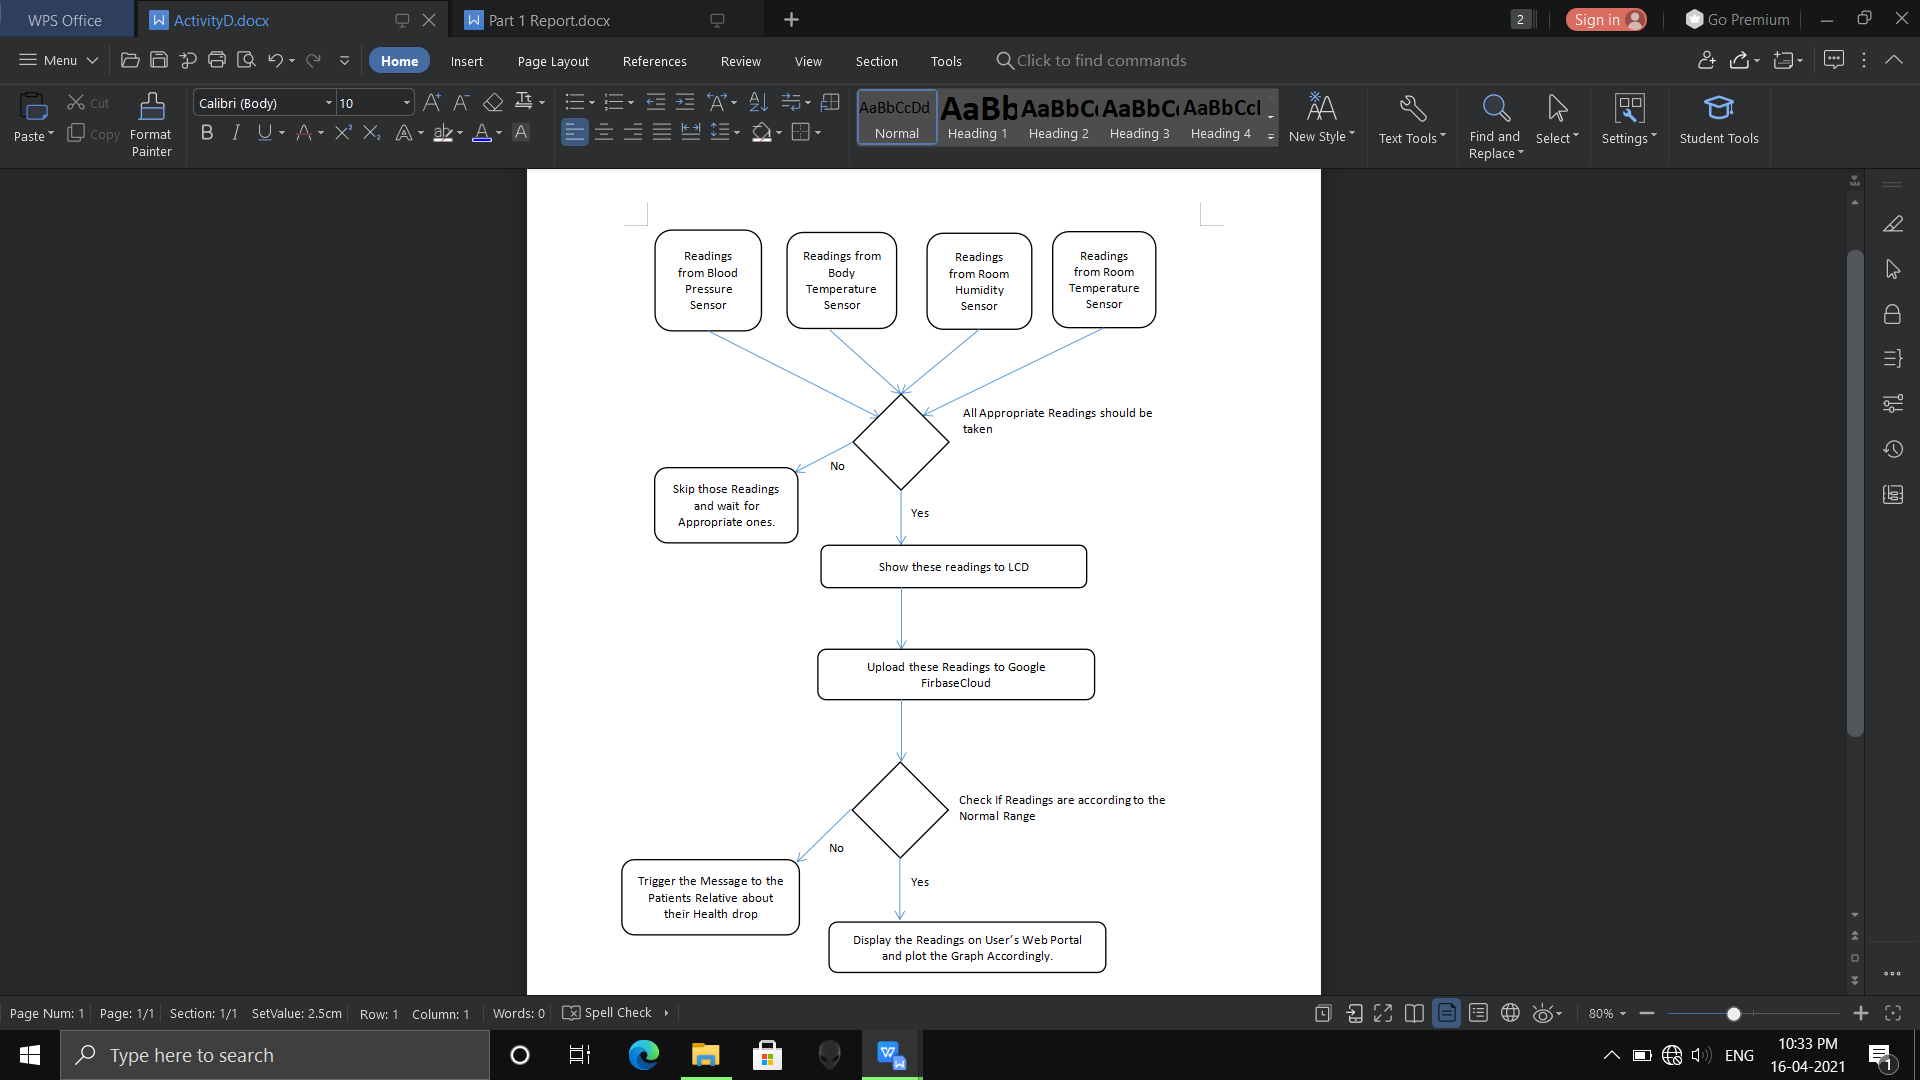 WPS Office
ActivityD.docx
Part 1 Report.docx
2
Sign in
Go Premium
Menu
Home
Insert
Page Layout
References
Review
View
Section
Tools
Click to find commands
Paste
Cut
Copy
Format
Painter
Calibri (Body)
10
AaBbCcDd
Normal
AaBb
Heading 1
AaBbC
Heading 2
AaBbC
Heading 3
AaBbCcI
Heading 4
New Style
Text Tools
Find and
Replace
Select
Settings
Student Tools
Readings
from Blood
Pressure
Sensor
Readings from
Body
Temperature
Sensor
Readings
from Room
Humidity
Sensor
Readings
from Room
Temperature
Sensor
All Appropriate Readings should be
taken
No
Skip those Readings
and wait for
Appropriate ones.
Yes
Show these readings to LCD
Upload these Readings to Google
FirbaseCloud
Check If Readings are according to the
Normal Range
No
Trigger the Message to the
Patients Relative about
their Health drop
Yes
Display the Readings on User's Web Portal
and plot the Graph Accordingly.
Page Num: 1
Page: 1/1
Section: 1/1
SetValue: 2.5cm
Row: 1
Column: 1
Words: 0
Spell Check
80%
Type here to search
ENG
10:33 PM
16-04-2021
1